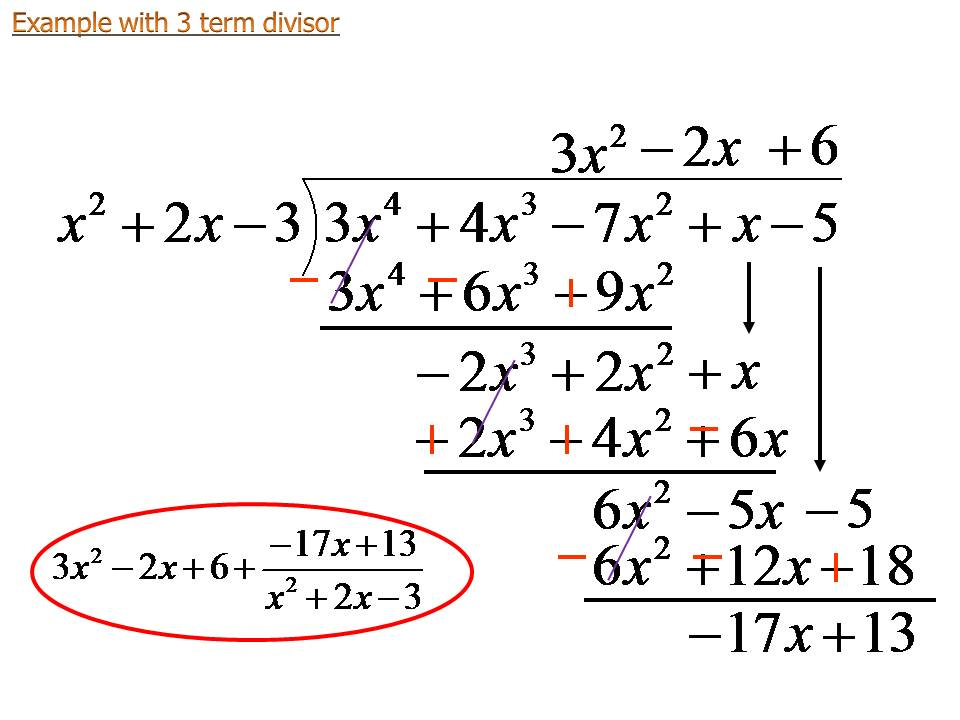 Example with 3 term divisor
3x² − 2x + 6
x² + 2x − 3 ) 3x⁴ + 4x³ − 7x² + x − 5
− 3x⁴ ∓ 6x³ + − 9x²
− 2x³ + 2x² + x
+ 2x³ + 4x² ∓ 6x
6x² − 5x − 5
− 6x² ∓ 12x + 18
− 17x + 13
3x² − 2x + 6 + (−17x + 13)/(x² + 2x − 3)